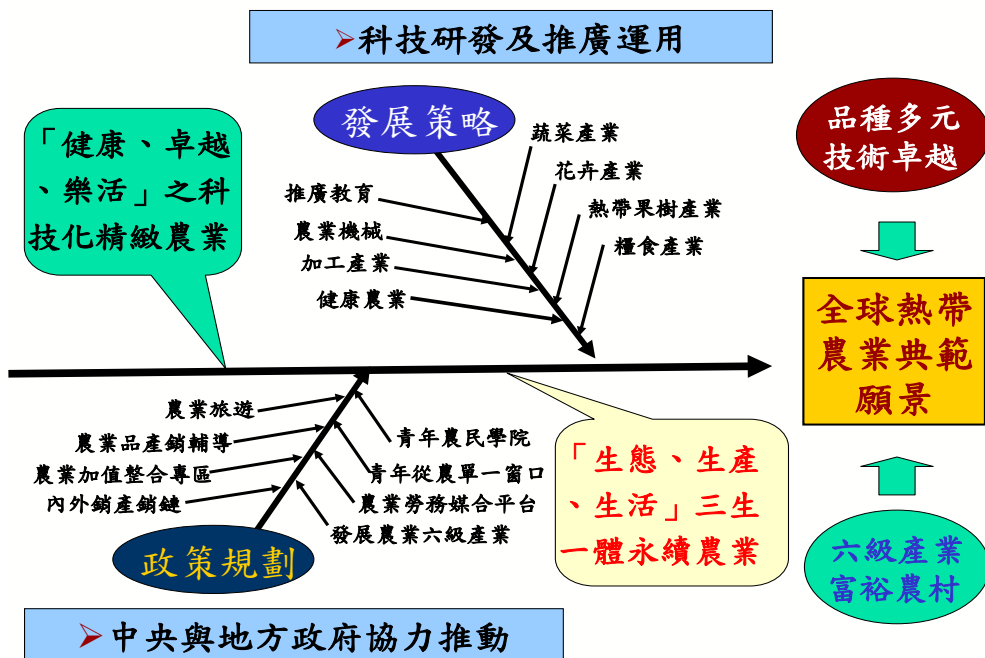 ➢科技研發及推廣運用
「健康、卓越
、樂活」之科
技化精緻農業
發展策略
推廣教育
農業機械
加工產業
健康農業
蔬菜產業
花卉產業
熱帶果樹產業
糧食產業
品種多元
技術卓越
全球熱帶
農業典範
願景
六級產業
富裕農村
農業旅遊
農業品產銷輔導
農業加值整合專區
內外銷產銷鏈
青年農民學院
青年從農單一窗口
農業勞務媒合平台
發展農業六級產業
政策規劃
「生態、生產
、生活」三生
一體永續農業
➢中央與地方政府協力推動